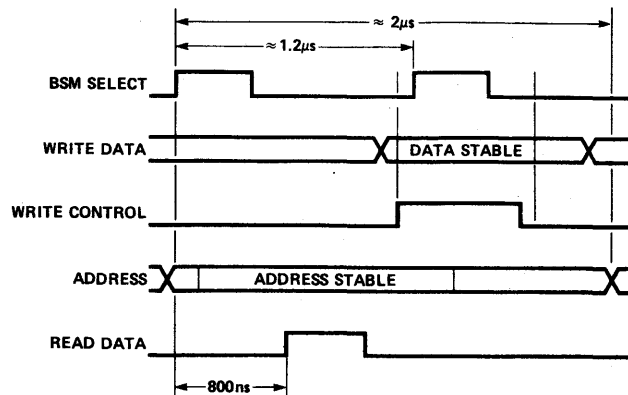 ≈ 2μs
≈ 1.2μs
BSM SELECT
WRITE DATA
DATA STABLE
WRITE CONTROL
ADDRESS
ADDRESS STABLE
READ DATA
800ns